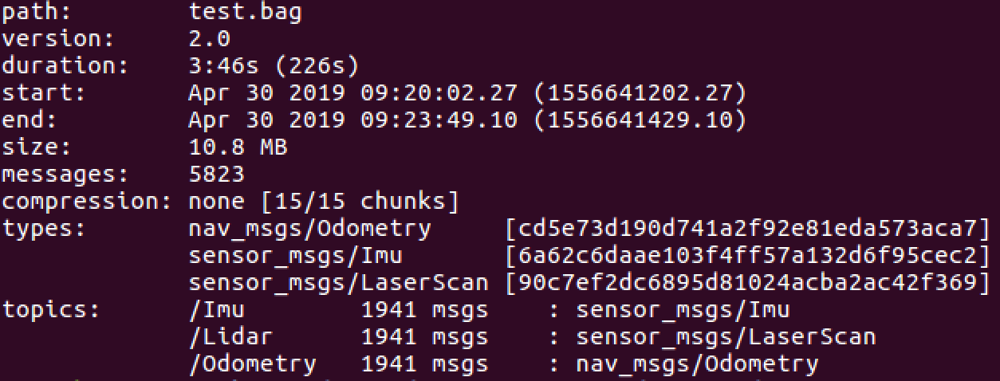 path:        test.bag
version:     2.0
duration:    3:46s (226s)
start:       Apr 30 2019 09:20:02.27 (1556641202.27)
end:         Apr 30 2019 09:23:49.10 (1556641429.10)
size:        10.8 MB
messages:    5823
compression: none [15/15 chunks]
types:       nav_msgs/Odometry     [cd5e73d190d741a2f92e81eda573aca7]
             sensor_msgs/Imu       [6a62c6daae103f4ff57a132d6f95cec2]
             sensor_msgs/LaserScan [90c7ef2dc6895d81024acba2ac42f369]
topics:      /Imu        1941 msgs    : sensor_msgs/Imu
             /Lidar      1941 msgs    : sensor_msgs/LaserScan
             /Odometry   1941 msgs    : nav_msgs/Odometry